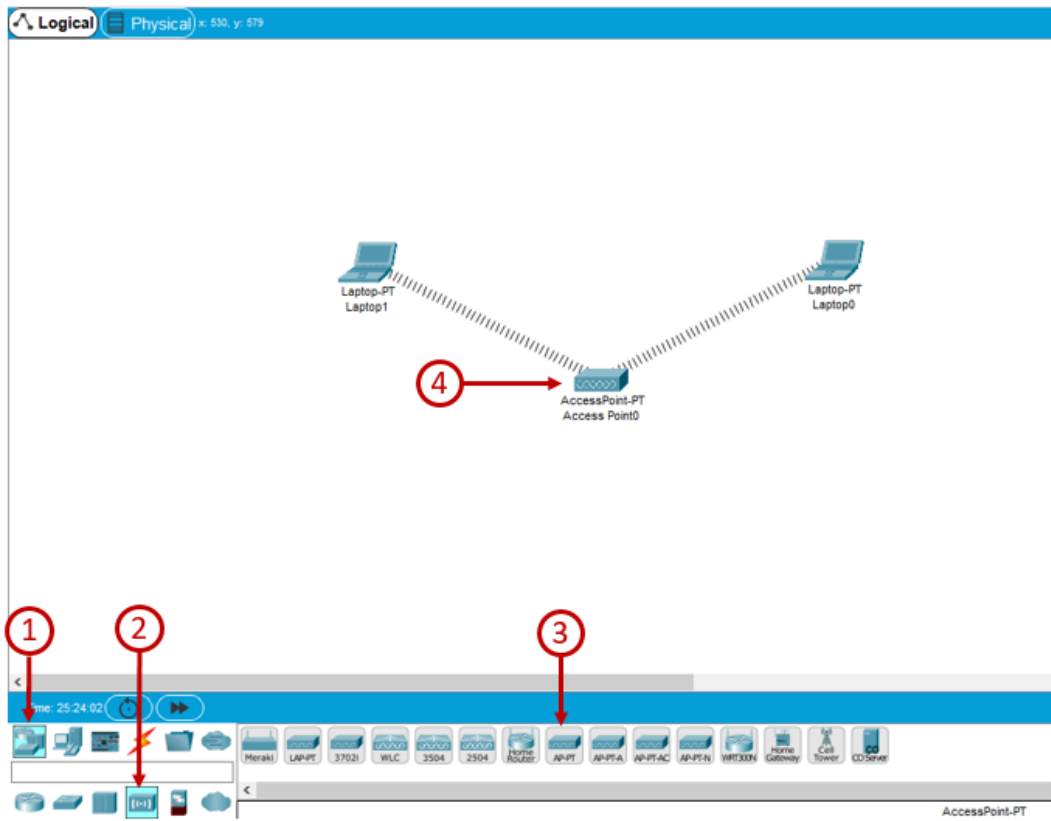 Logical Physical x: 530, y: 579
Laptop-PT
Laptop1
Laptop-PT
Laptop0
4
AccessPoint-PT
Access Point0
1 2 3
Time: 25:24:02
Meraki LAP-PT 3702i WLC 3504 2504 Home Router AP-PT AP-PT-A AP-PT-AC AP-PT-N WRT300N Home Gateway Cell Tower CO Server
AccessPoint-PT